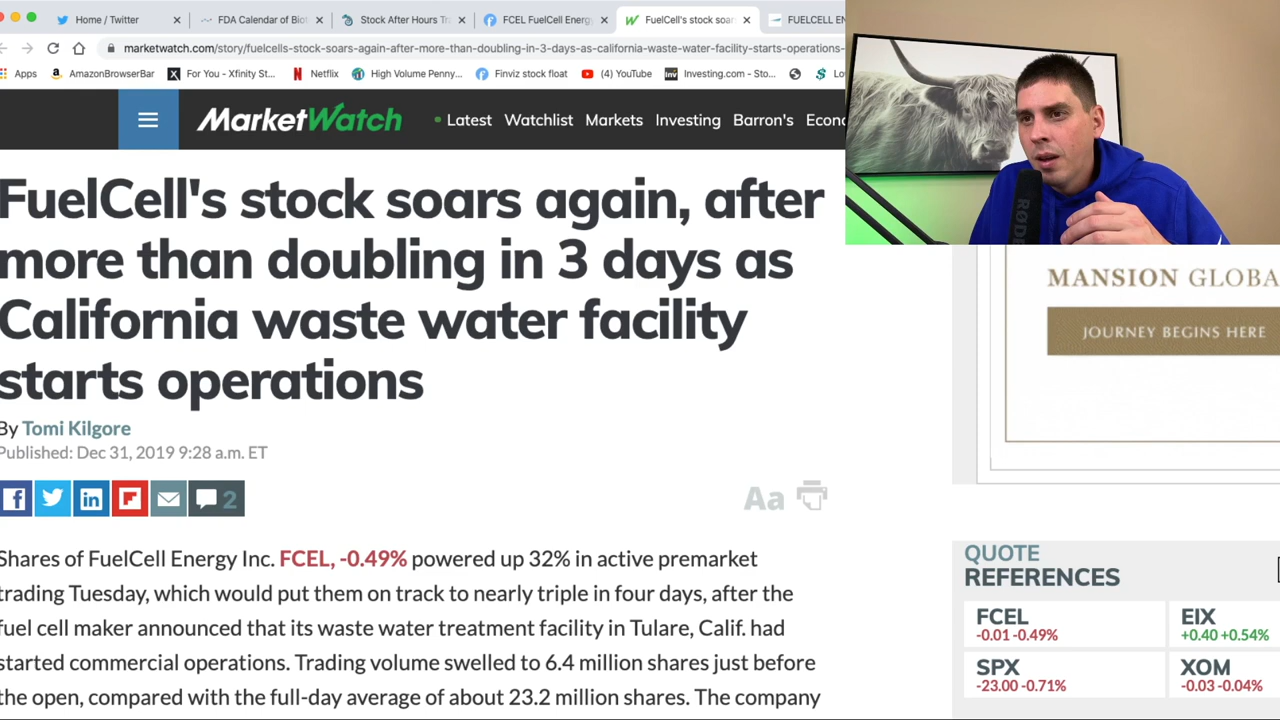 Home / Twitter
FDA Calendar of Bio
Stock After Hours Tr
FCEL FuelCell Energy
FuelCell's stock soars
FUELCELL EN
marketwatch.com/story/fuelcells-stock-soars-again-after-more-than-doubling-in-3-days-as-california-waste-water-facility-starts-operations-
Apps
AmazonBrowserBar
X
For You - Xfinity St...
N
Netflix
High Volume Penny...
Finviz stock float
(4) YouTube
Inv
Investing.com - Sto...
MarketWatch
Latest
Watchlist
Markets
Investing
Barron's
Econo
FuelCell's stock soars again, after
more than doubling in 3 days as
California waste water facility
starts operations
By Tomi Kilgore
Published: Dec 31, 2019 9:28 a.m. ET
2
Aa
Shares of FuelCell Energy Inc. FCEL, -0.49% powered up 32% in active premarket
trading Tuesday, which would put them on track to nearly triple in four days, after the
fuel cell maker announced that its waste water treatment facility in Tulare, Calif. had
started commercial operations. Trading volume swelled to 6.4 million shares just before
the open, compared with the full-day average of about 23.2 million shares. The company
RØDE
MANSION GLOBA
JOURNEY BEGINS HERE
QUOTE
REFERENCES
FCEL
-0.01 -0.49%
EIX
+0.40 +0.54%
SPX
-23.00 -0.71%
XOM
-0.03 -0.04%